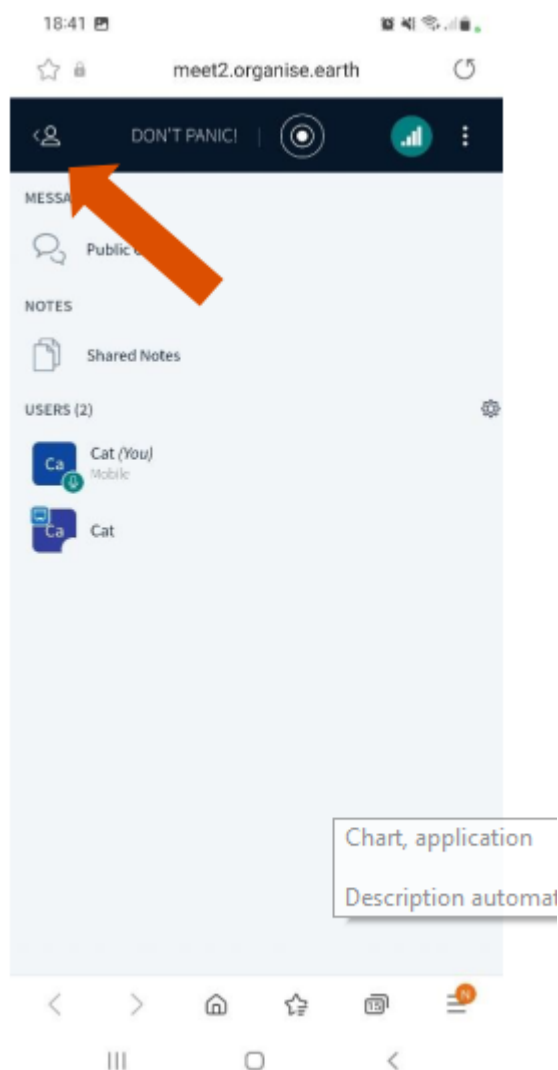 18:41
meet2.organise.earth
DON'T PANIC!
MESSA
Public
NOTES
Shared Notes
USERS (2)
Ca
Cat (You)
Mobile
Ca
Cat
Chart, application
Description automat
15
N